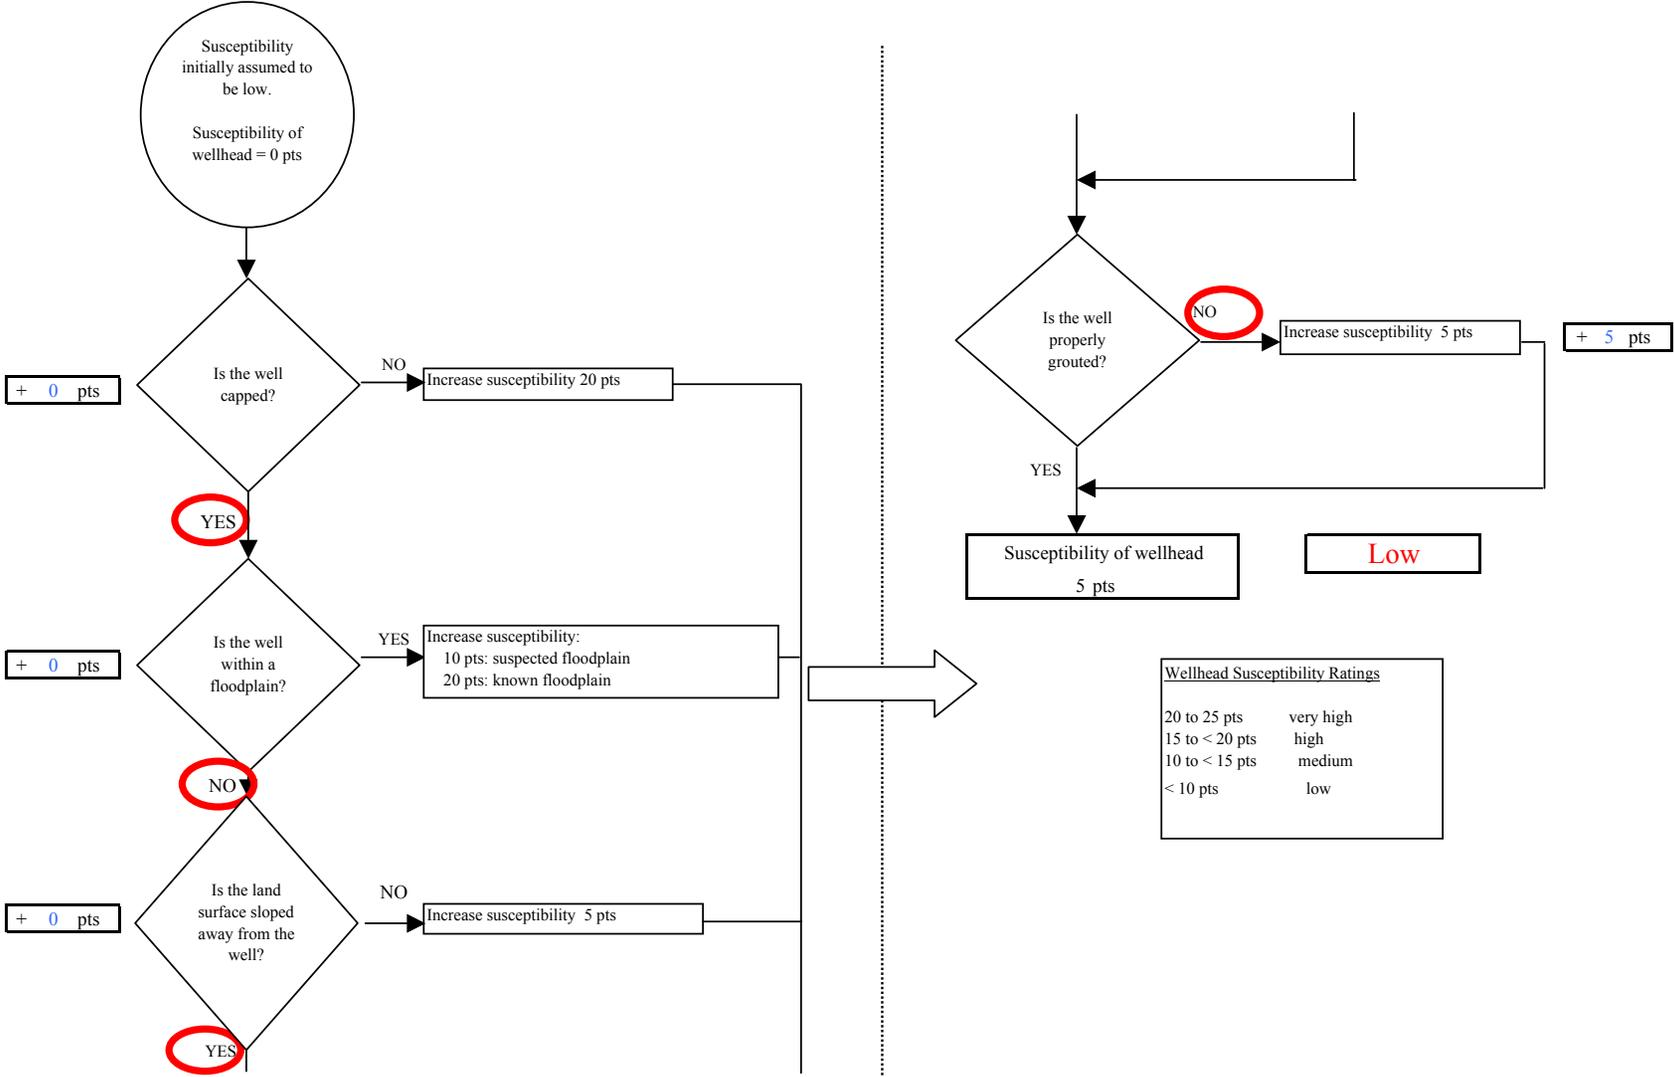 Susceptibility
initially assumed to
be low.
Susceptibility of
wellhead = 0 pts
+ 0 pts
Is the well
capped?
NO
Increase susceptibility 20 pts
YES
+ 0 pts
Is the well
within a
floodplain?
YES
Increase susceptibility:
10 pts: suspected floodplain
20 pts: known floodplain
NO
+ 0 pts
Is the land
surface sloped
away from the
well?
NO
Increase susceptibility 5 pts
YES
Is the well
properly
grouted?
NO
Increase susceptibility 5 pts
+ 5 pts
YES
Susceptibility of wellhead
5 pts
Low
Wellhead Susceptibility Ratings
20 to 25 pts very high
15 to < 20 pts high
10 to < 15 pts medium
< 10 pts low